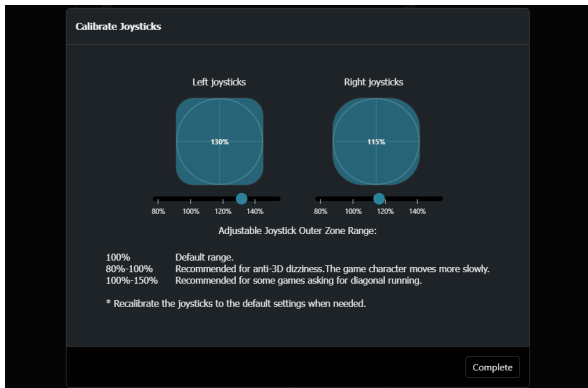 Calibrate Joysticks
Left joysticks
Right joysticks
130%
115%
80% 100% 120% 140%
80% 100% 120% 140%
Adjustable Joystick Outer Zone Range:
100% Default range.
80%-100% Recommended for anti-3D dizziness.The game character moves more slowly.
100%-150% Recommended for some games asking for diagonal running.
* Recalibrate the joysticks to the default settings when needed.
Complete